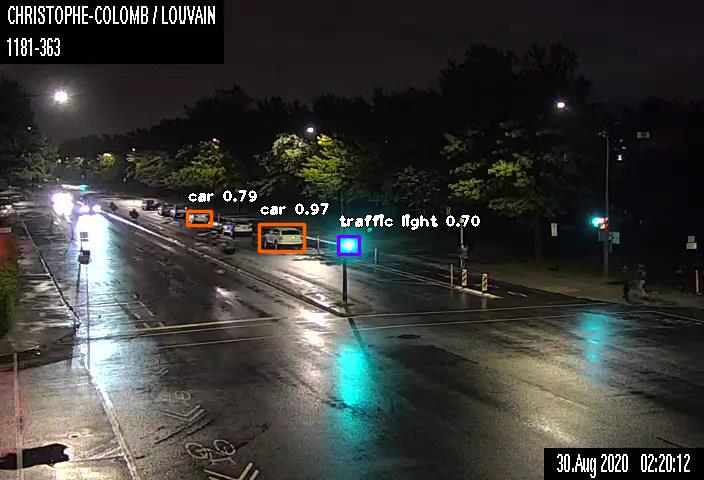 CHRISTOPHE-COLOMB / LOUVAIN
1181-363
car 0.79
car 0.97
traffic light 0.70
30.Aug 2020 02:20:12